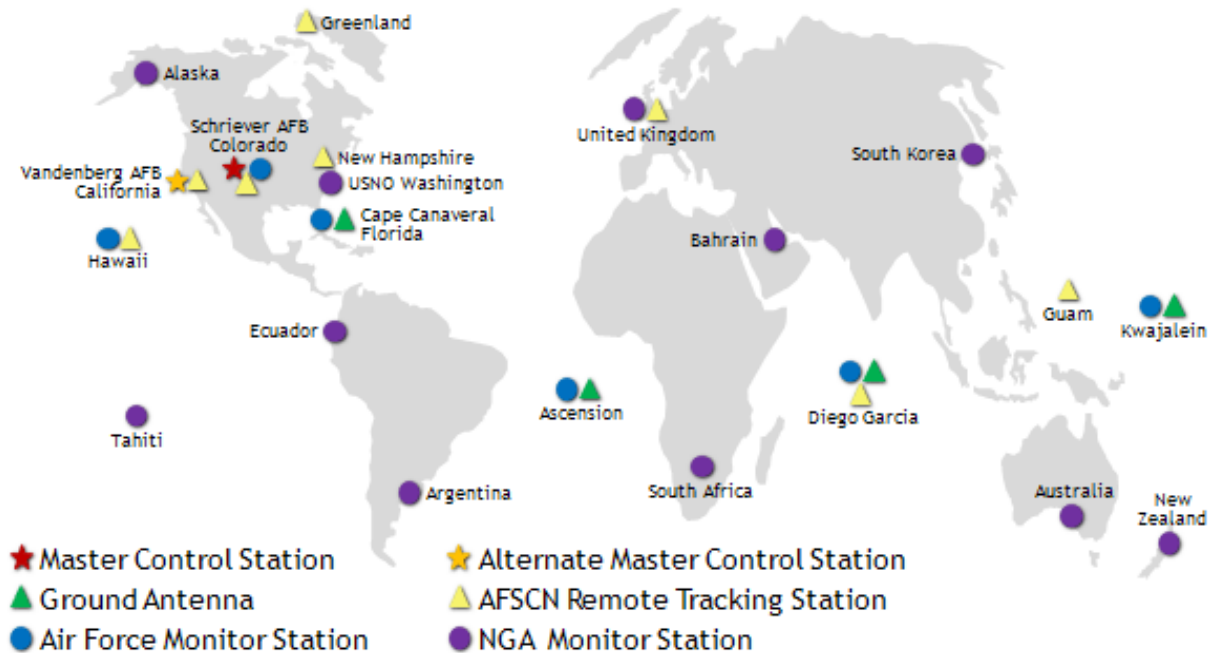 Greenland
Alaska
Schriever AFB
Colorado
United Kingdom
New Hampshire
South Korea
Vandenberg AFB
California
USNO Washington
Cape Canaveral
Florida
Bahrain
Hawaii
Guam
Ecuador
Kwajalein
Ascension
Diego Garcia
Tahiti
Argentina
South Africa
Australia
New
Zealand
Master Control Station
Alternate Master Control Station
Ground Antenna
AFSCN Remote Tracking Station
Air Force Monitor Station
NGA Monitor Station